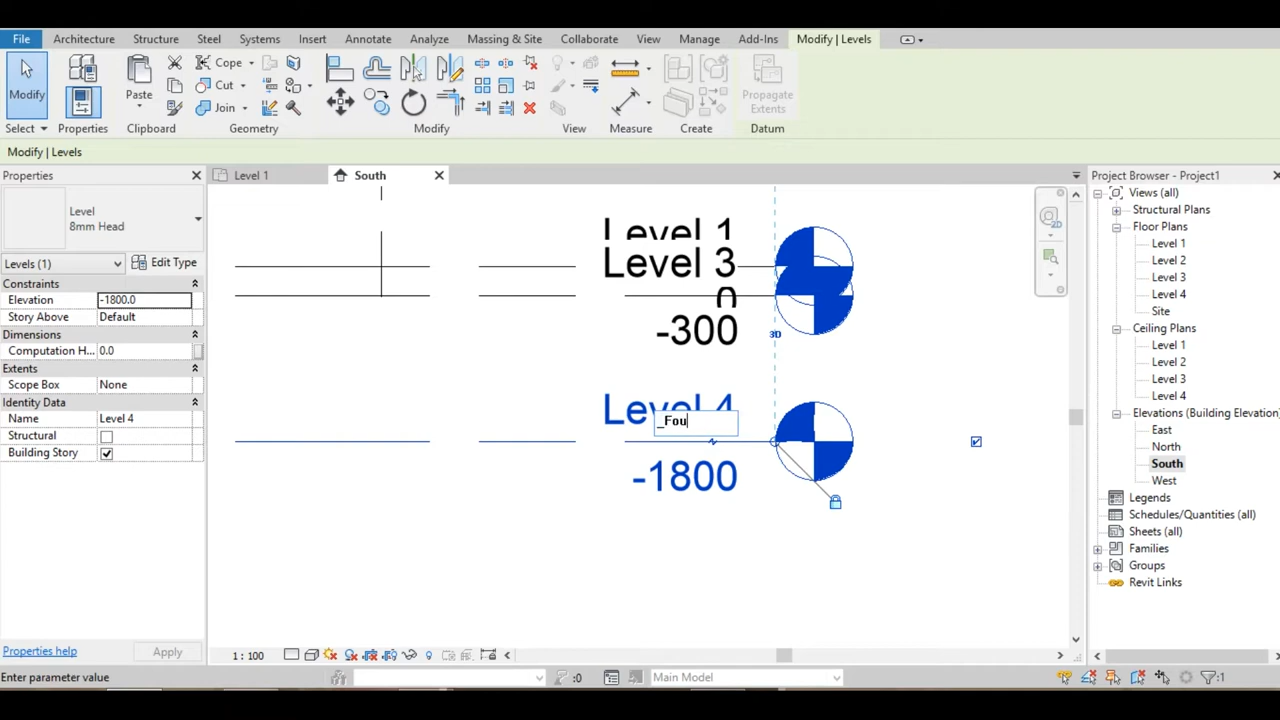 File Architecture Structure Steel Systems Insert Annotate Analyze Massing & Site Collaborate View Manage Add-Ins Modify | Levels
Modify Paste Cope Cut Join Propagate Extents
Select Properties Clipboard Geometry Modify View Measure Create Datum
Modify | Levels
Properties
Level
8mm Head
Levels (1) Edit Type
Constraints
Elevation -1800.0
Story Above Default
Dimensions
Computation H... 0.0
Extents
Scope Box None
Identity Data
Name Level 4
Structural
Building Story
Properties help Apply
Level 1 South
Level 1
Level 3
0
-300
3D
Level 4
_Fou
-1800
1 : 100
Project Browser - Project1
Views (all)
Structural Plans
Floor Plans
Level 1
Level 2
Level 3
Level 4
Site
Ceiling Plans
Level 1
Level 2
Level 3
Level 4
Elevations (Building Elevation)
East
North
South
West
Legends
Schedules/Quantities (all)
Sheets (all)
Families
Groups
Revit Links
Enter parameter value :0 Main Model :1